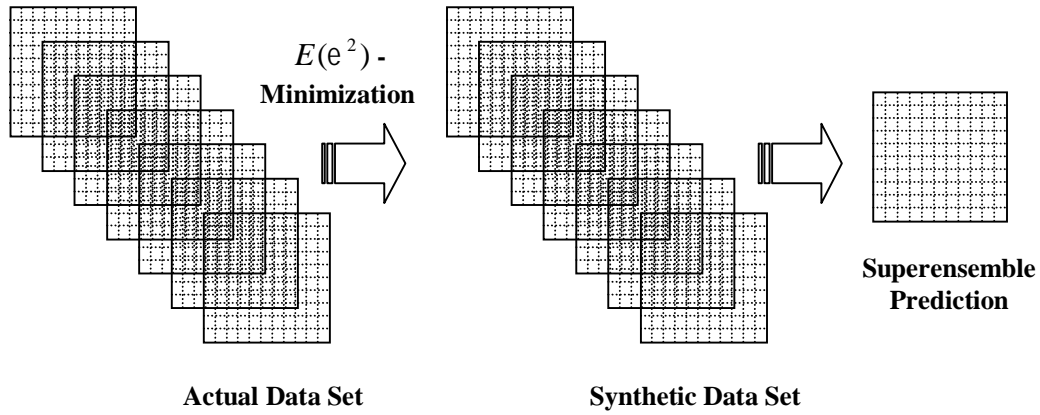 E(e²) -
Minimization
Superensemble
Prediction
Actual Data Set
Synthetic Data Set